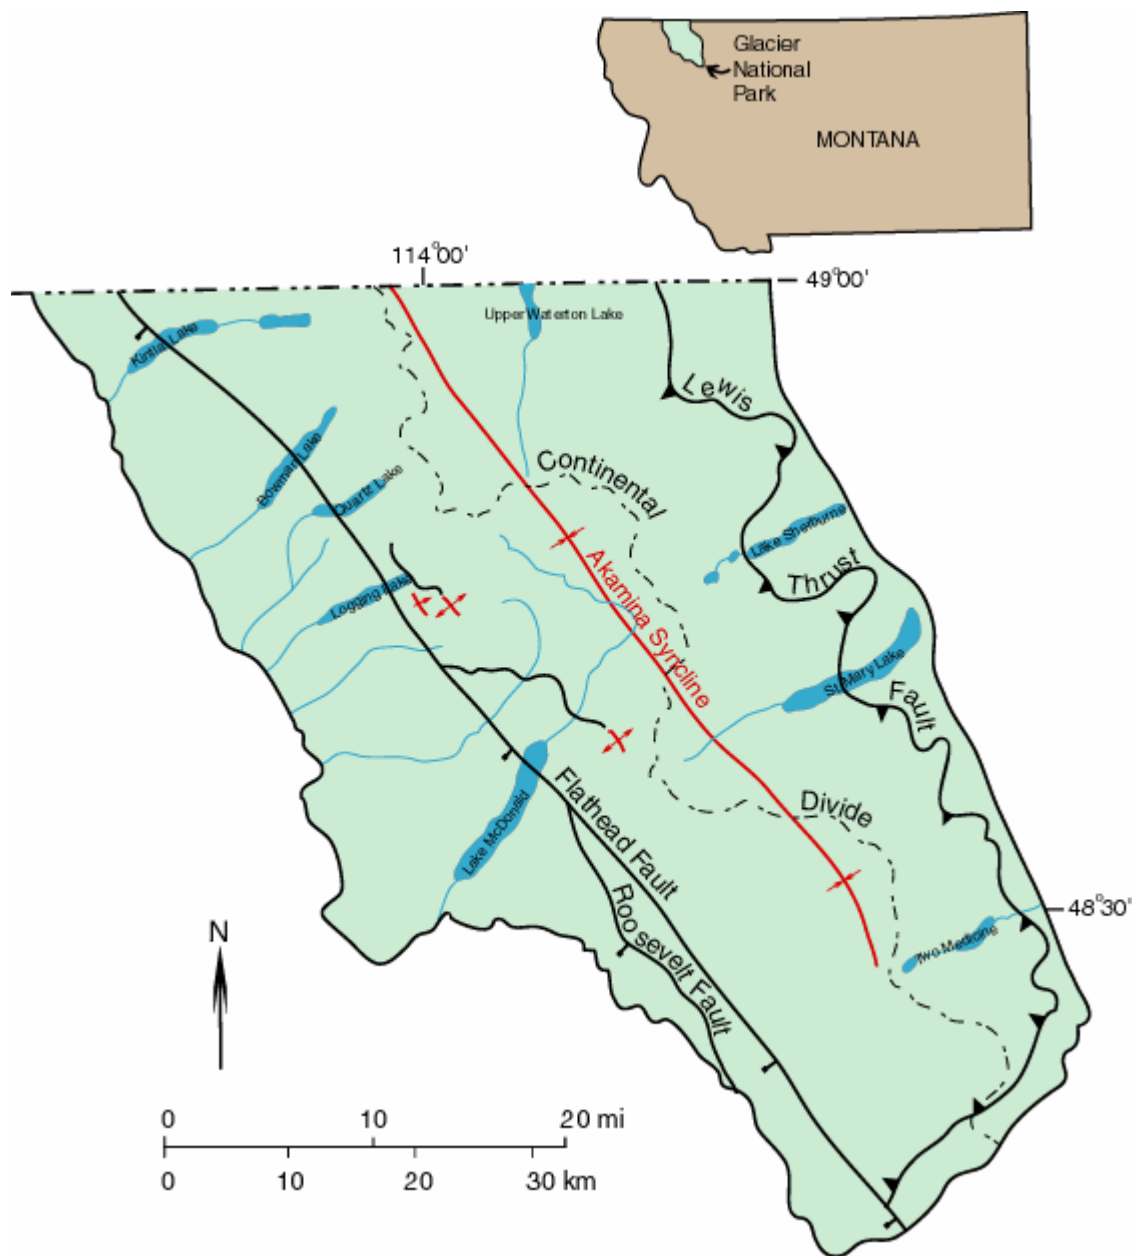 Glacier
National
Park
MONTANA
114°00'
49°00'
Upper Waterton Lake
Kintla Lake
Lewis
Bowman Lake
Quartz Lake
Continental
Lake Sherburne
Thrust
Logging Lake
Akamina Syncline
St. Mary Lake
Fault
Flathead Fault
Divide
Lake McDonald
Roosevelt Fault
48°30'
Two Medicine
N
0 10 20 mi
0 10 20 30 km